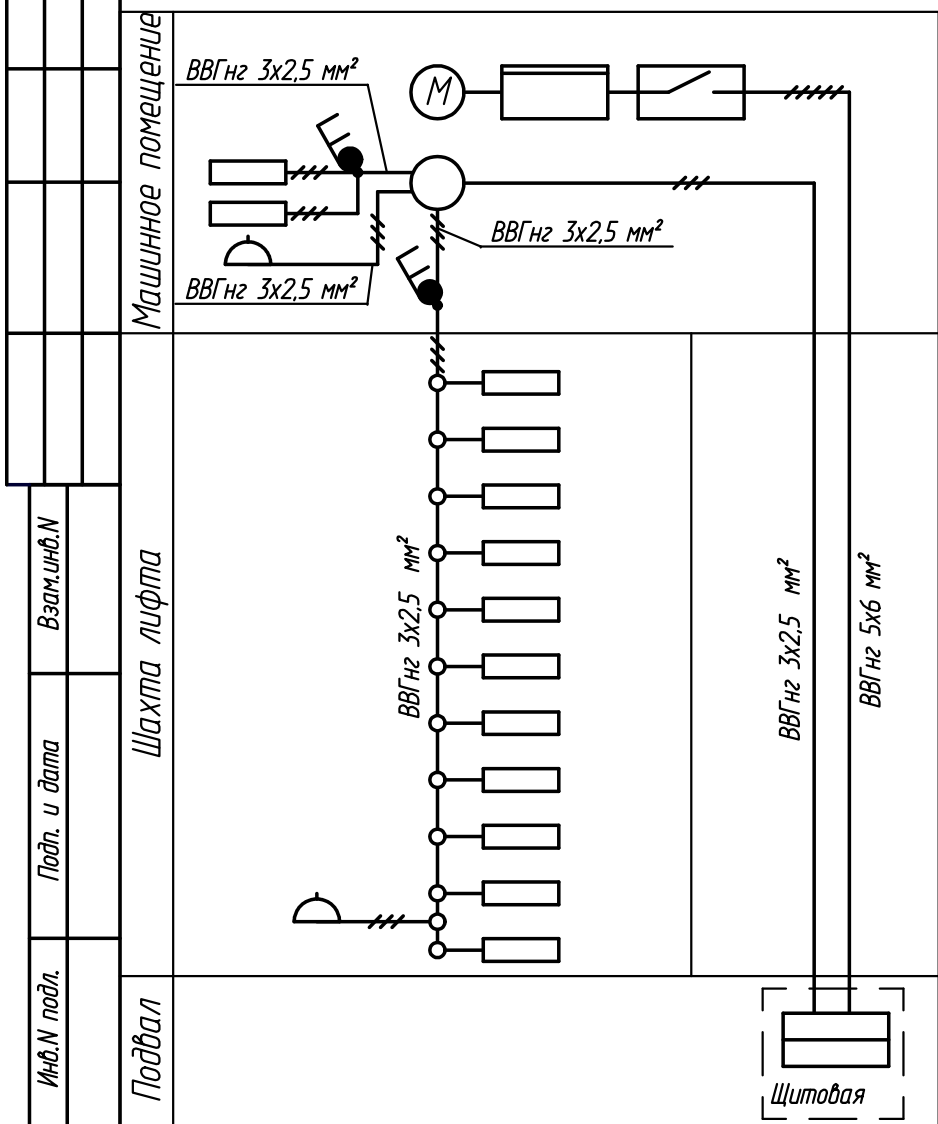 Машинное помещение
ВВГнг 3х2,5 мм²
М
ВВГнг 3х2,5 мм²
ВВГнг 3х2,5 мм²
Шахта лифта
ВВГнг 3х2,5 мм²
ВВГнг 3х2,5 мм²
ВВГнг 5х6 мм²
Взам.инв.N
Подп. и дата
Инв.N подл.
Подвал
Щитовая